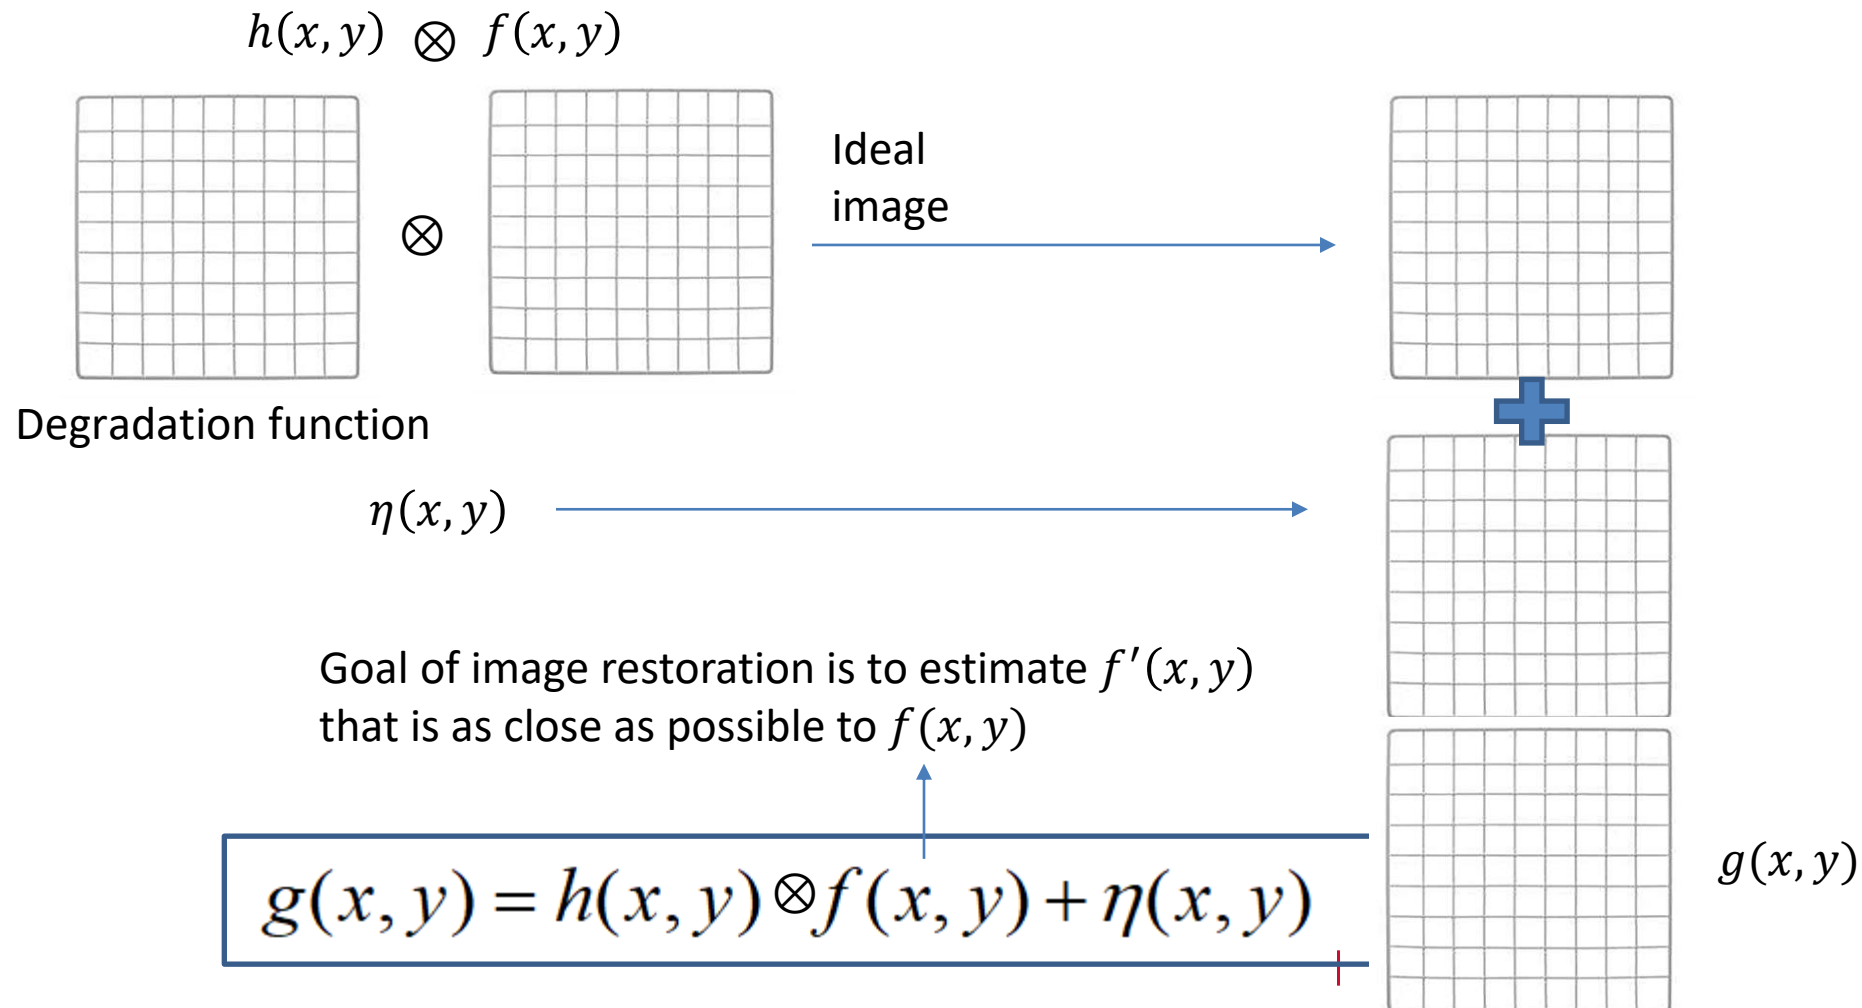 h(x, y) ⊗ f(x, y)
⊗
Ideal
image
Degradation function
η(x, y)
Goal of image restoration is to estimate f′(x, y)
that is as close as possible to f(x, y)
g(x, y) = h(x, y) ⊗ f(x, y) + η(x, y)
g(x, y)